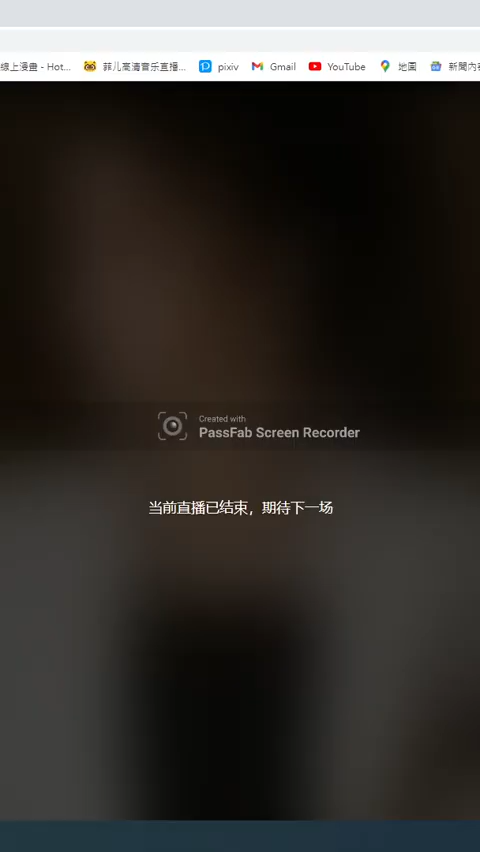 線上漫畫 - Hot... 菲儿高清音乐直播... pixiv Gmail YouTube 地圖 新聞內容
Created with
PassFab Screen Recorder
当前直播已结束，期待下一场